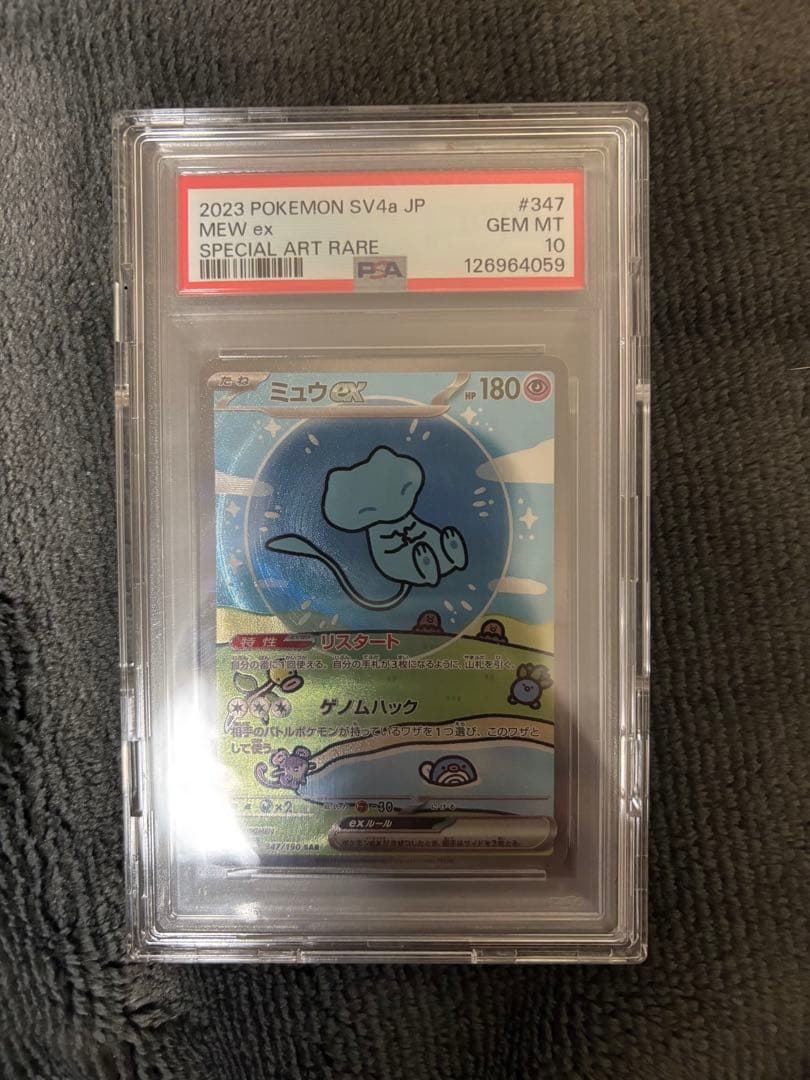 2023 POKEMON SV4a JP #347
MEW ex GEM MT
SPECIAL ART RARE 10
PSA 126964059
たね ミュウex HP 180
特性 リスタート
自分の番に1回使える。自分の手札が3枚になるように、山札を引く。
ゲノムハック
相手のバトルポケモンが持っているワザを1つ選び、このワザと
して使う。
×2 30 にげる
exルール
347/190 SAR